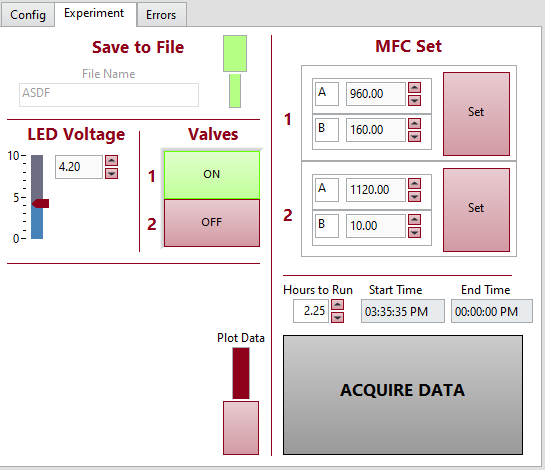 Config Experiment Errors
Save to File
File Name
ASDF
LED Voltage
10
5
0
4.20
Valves
1 ON
2 OFF
Plot Data
MFC Set
1
A 960.00
B 160.00
Set
2
A 1120.00
B 10.00
Set
Hours to Run Start Time End Time
2.25 03:35:35 PM 00:00:00 PM
ACQUIRE DATA